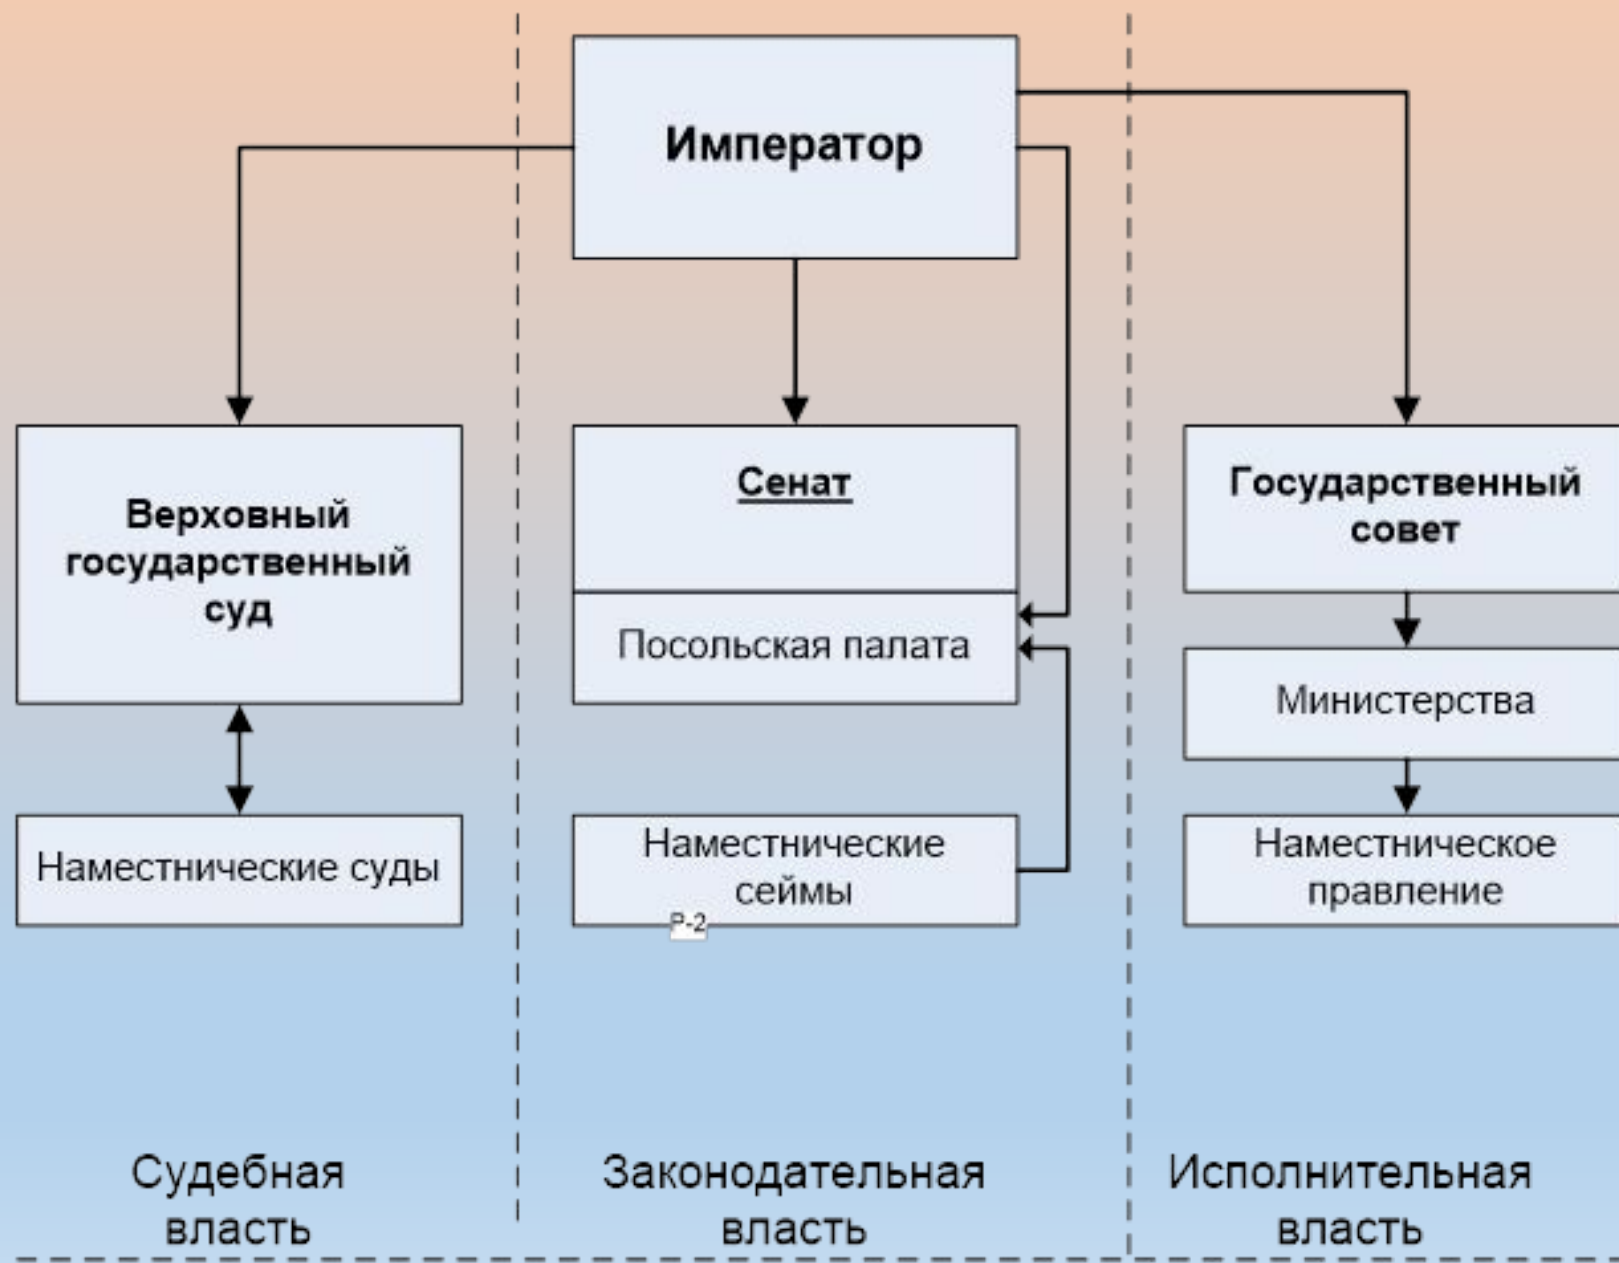 Император
Верховный
государственный
суд
Сенат
Посольская палата
Государственный
совет
Министерства
Наместнические суды
Наместнические
сеймы
Р-2
Наместническое
правление
Судебная
власть
Законодательная
власть
Исполнительная
власть